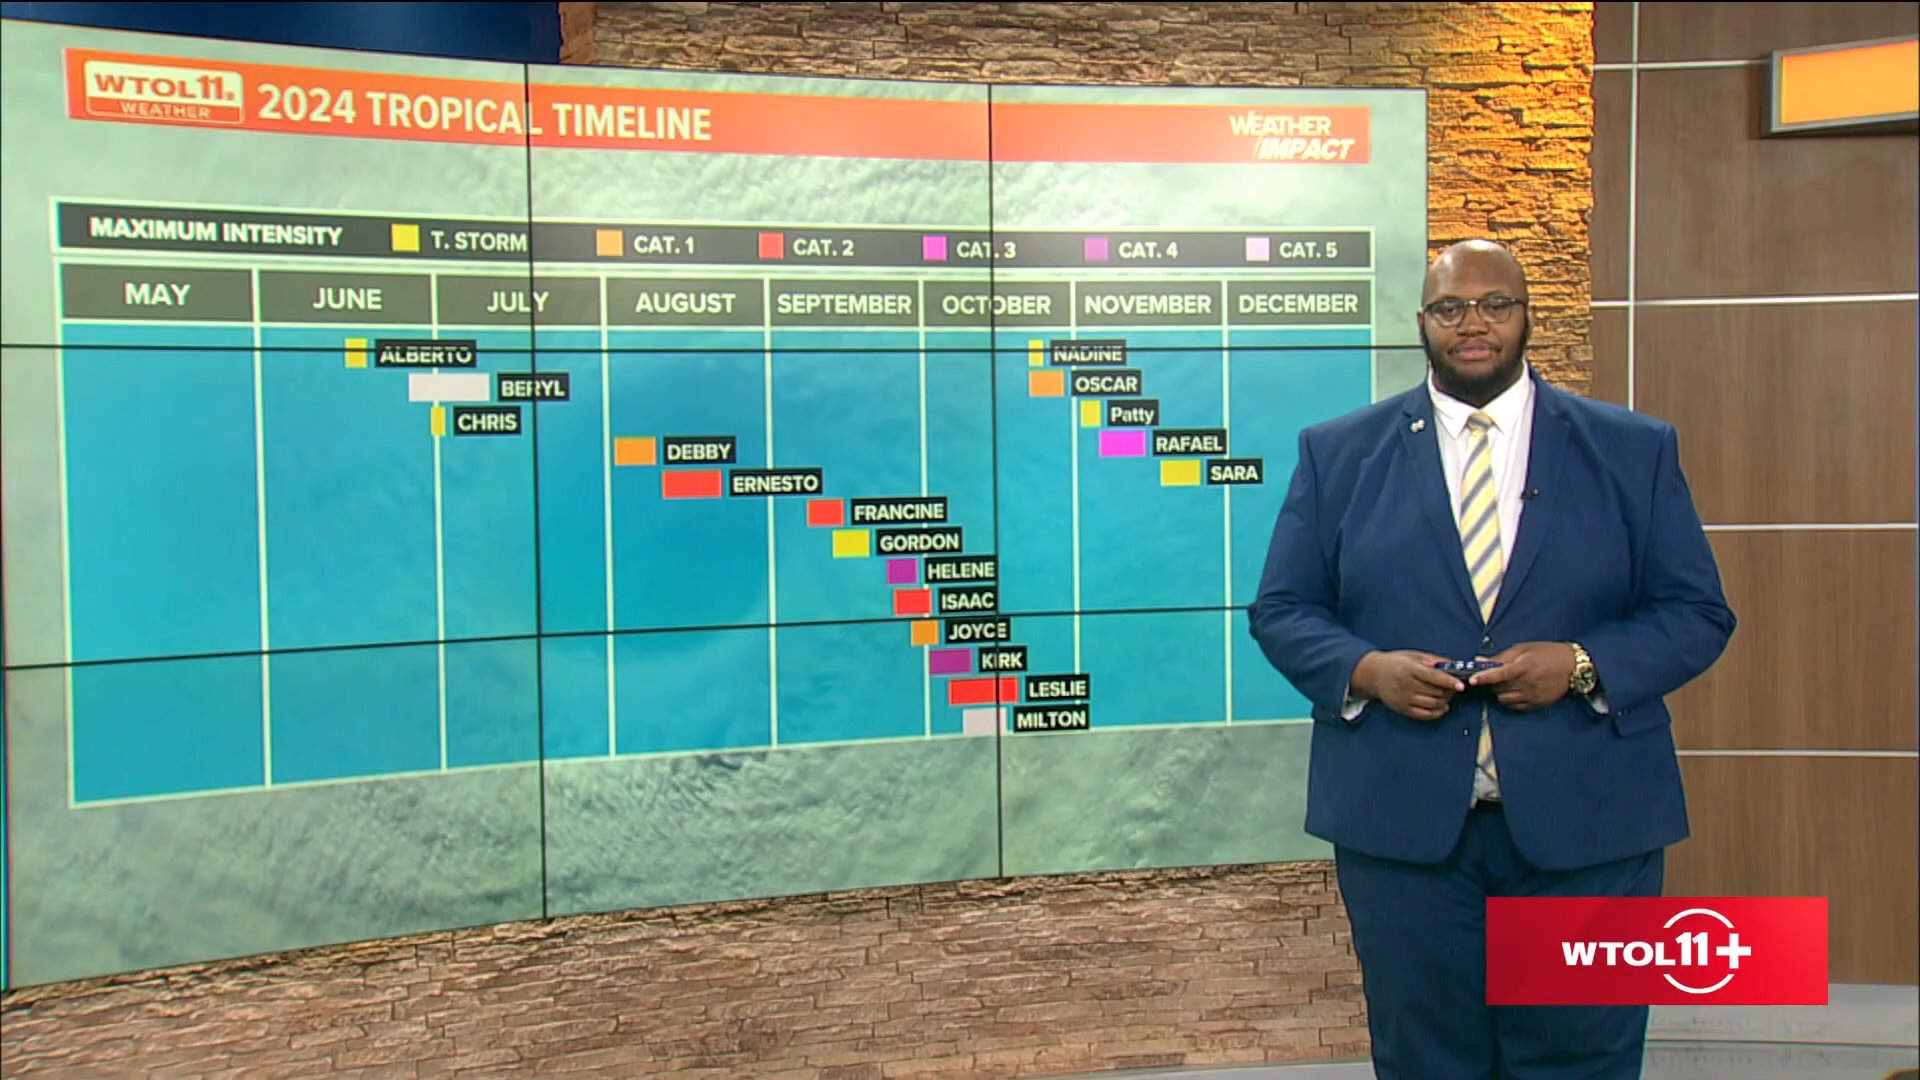 WTOL11
WEATHER
2024 TROPICAL TIMELINE
WEATHER
IMPACT
MAXIMUM INTENSITY T. STORM CAT. 1 CAT. 2 CAT. 3 CAT. 4 CAT. 5
MAY JUNE JULY AUGUST SEPTEMBER OCTOBER NOVEMBER DECEMBER
ALBERTO
BERYL
CHRIS
DEBBY
ERNESTO
FRANCINE
GORDON
HELENE
ISAAC
JOYCE
KIRK
LESLIE
MILTON
NADINE
OSCAR
Patty
RAFAEL
SARA
WTOL11+